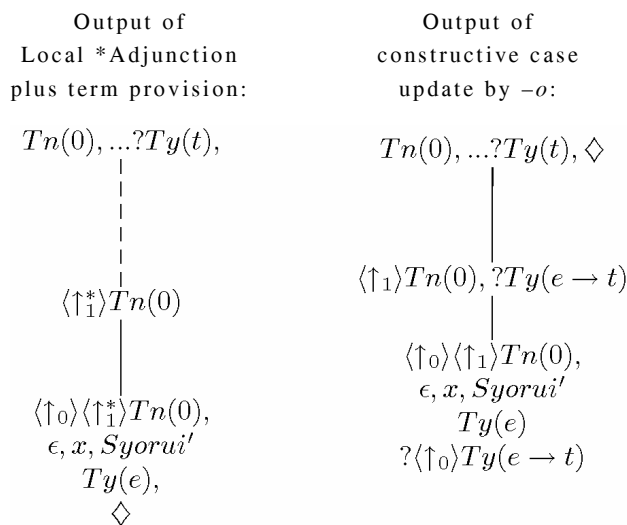 Output of
Local *Adjunction
plus term provision:
Tn(0), ...?Ty(t),
⟨↑₁*⟩Tn(0)
⟨↑₀⟩⟨↑₁*⟩Tn(0),
ϵ, x, Syorui′
Ty(e),
◇
Output of
constructive case
update by –o:
Tn(0), ...?Ty(t), ◇
⟨↑₁⟩Tn(0), ?Ty(e → t)
⟨↑₀⟩⟨↑₁⟩Tn(0),
ϵ, x, Syorui′
Ty(e)
?⟨↑₀⟩Ty(e → t)